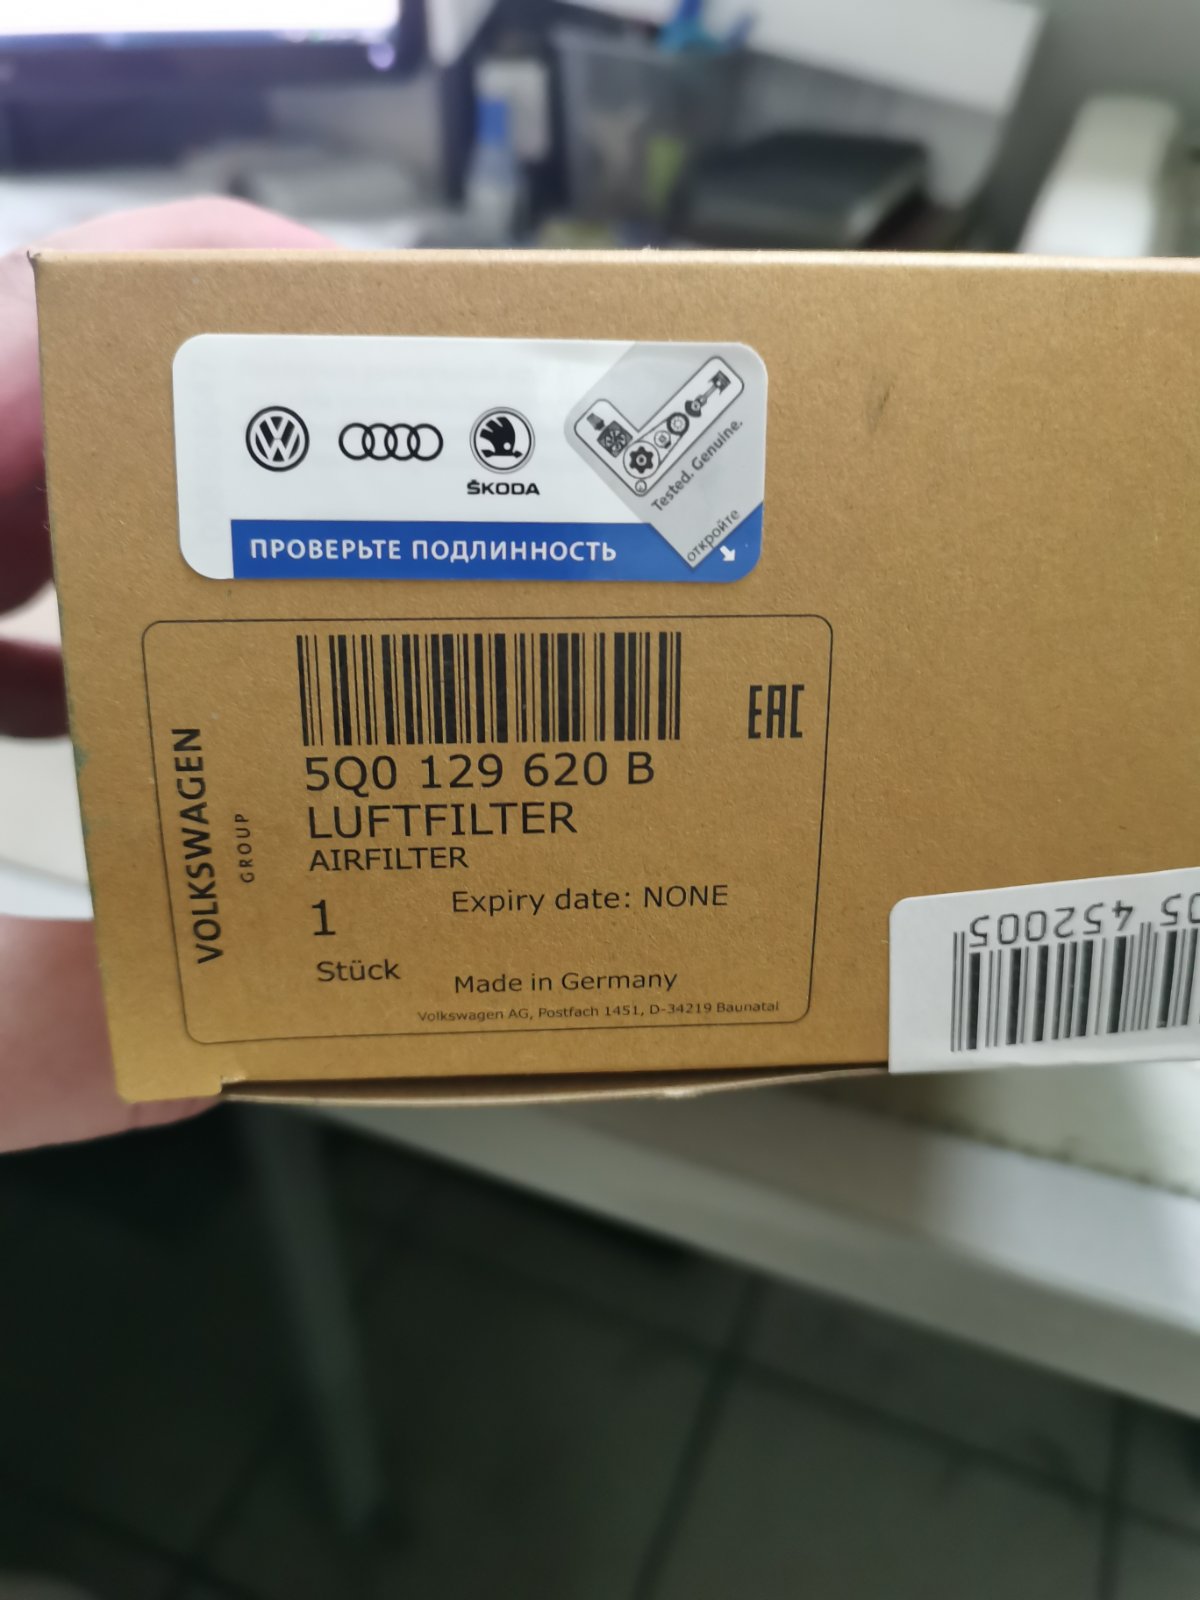 ŠKODA
Tested. Genuine.
откройте
ПРОВЕРЬТЕ ПОДЛИННОСТЬ
VOLKSWAGEN
GROUP
EAC
5Q0 129 620 B
LUFTFILTER
AIRFILTER
1
Expiry date: NONE
Stück
Made in Germany
Volkswagen AG, Postfach 1451, D-34219 Baunatal
452005